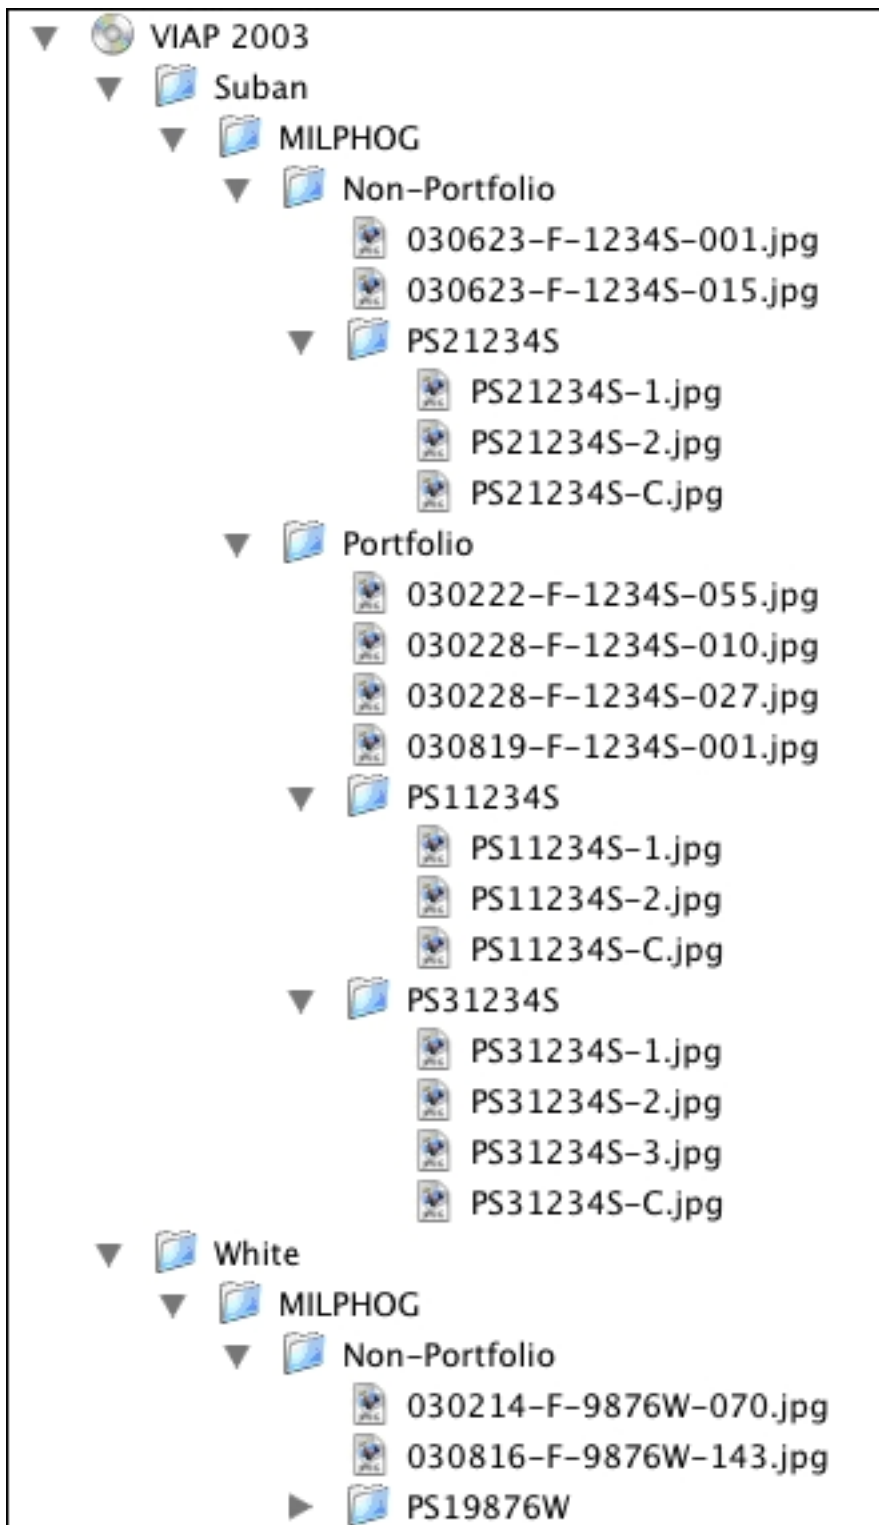 VIAP 2003
Suban
MILPHOG
Non-Portfolio
030623-F-1234S-001.jpg
030623-F-1234S-015.jpg
PS21234S
PS21234S-1.jpg
PS21234S-2.jpg
PS21234S-C.jpg
Portfolio
030222-F-1234S-055.jpg
030228-F-1234S-010.jpg
030228-F-1234S-027.jpg
030819-F-1234S-001.jpg
PS11234S
PS11234S-1.jpg
PS11234S-2.jpg
PS11234S-C.jpg
PS31234S
PS31234S-1.jpg
PS31234S-2.jpg
PS31234S-3.jpg
PS31234S-C.jpg
White
MILPHOG
Non-Portfolio
030214-F-9876W-070.jpg
030816-F-9876W-143.jpg
PS19876W